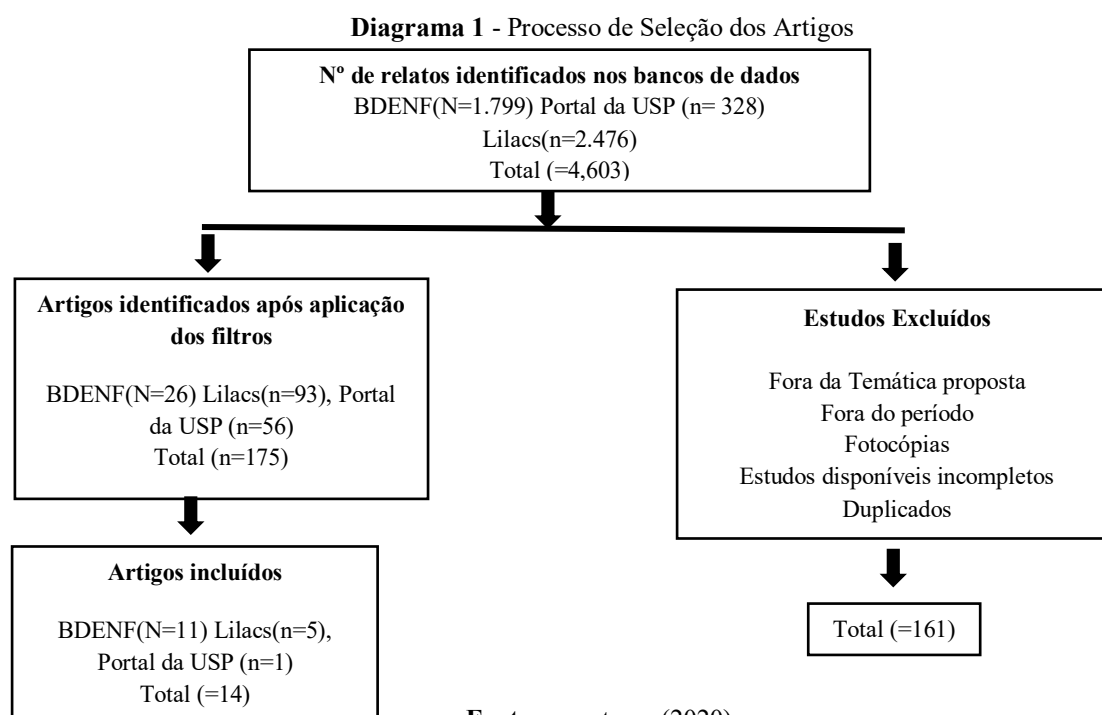 Diagrama 1 - Processo de Seleção dos Artigos
Nº de relatos identificados nos bancos de dados
BDENF(N=1.799) Portal da USP (n= 328)
Lilacs(n=2.476)
Total (=4,603)
Artigos identificados após aplicação
dos filtros
BDENF(N=26) Lilacs(n=93), Portal
da USP (n=56)
Total (n=175)
Estudos Excluídos
Fora da Temática proposta
Fora do período
Fotocópias
Estudos disponíveis incompletos
Duplicados
Artigos incluídos
BDENF(N=11) Lilacs(n=5),
Portal da USP (n=1)
Total (=14)
Total (=161)
(2020)